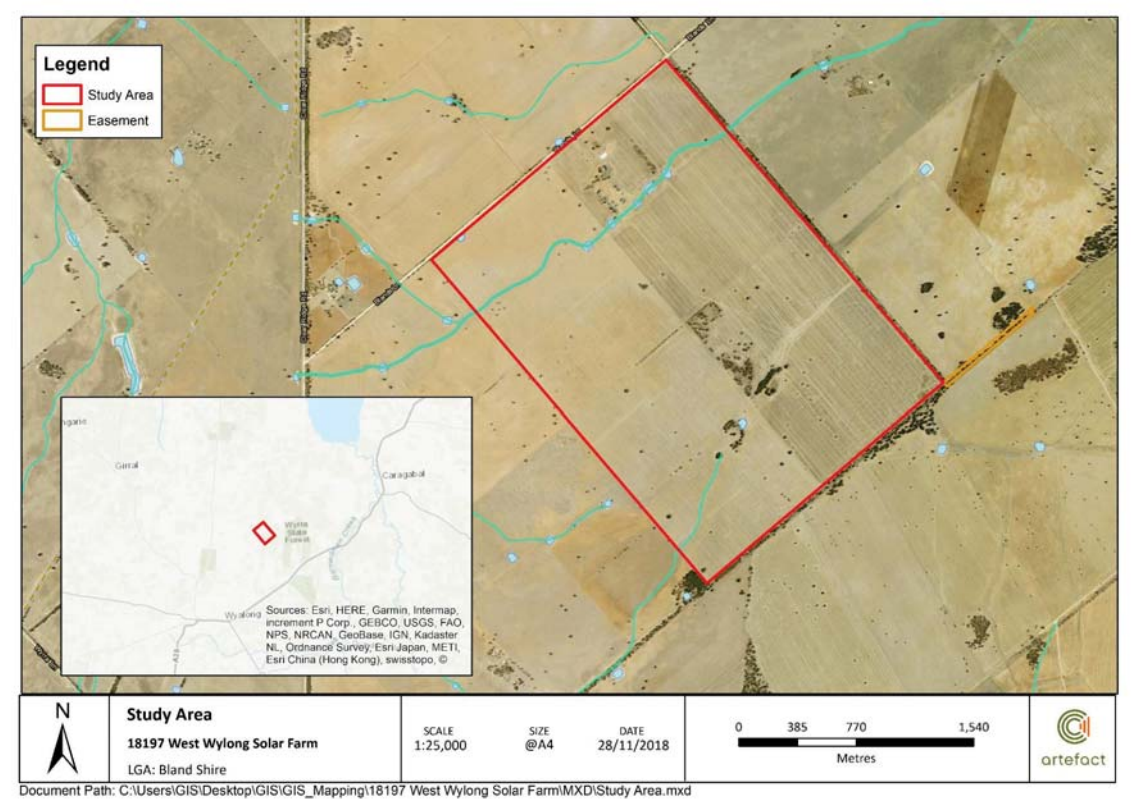 Legend
Study Area
Easement
ngarie
Girral
Caragabal
State
Wyalong
Sources: Esri, HERE, Garmin, Intermap,
increment P Corp., GEBCO, USGS, FAO,
NPS, NRCAN, GeoBase, IGN, Kadaster
NL, Ordnance Survey, Esri Japan, METI,
Esri China (Hong Kong), swisstopo, ©
N
Study Area
18197 West Wylong Solar Farm
LGA: Bland Shire
SCALE
1:25,000
SIZE
@A4
DATE
28/11/2018
0 385 770 1,540
Metres
artefact
Document Path: C:\Users\GIS\Desktop\GIS\GIS_Mapping\18197 West Wylong Solar Farm\MXD\Study Area.mxd